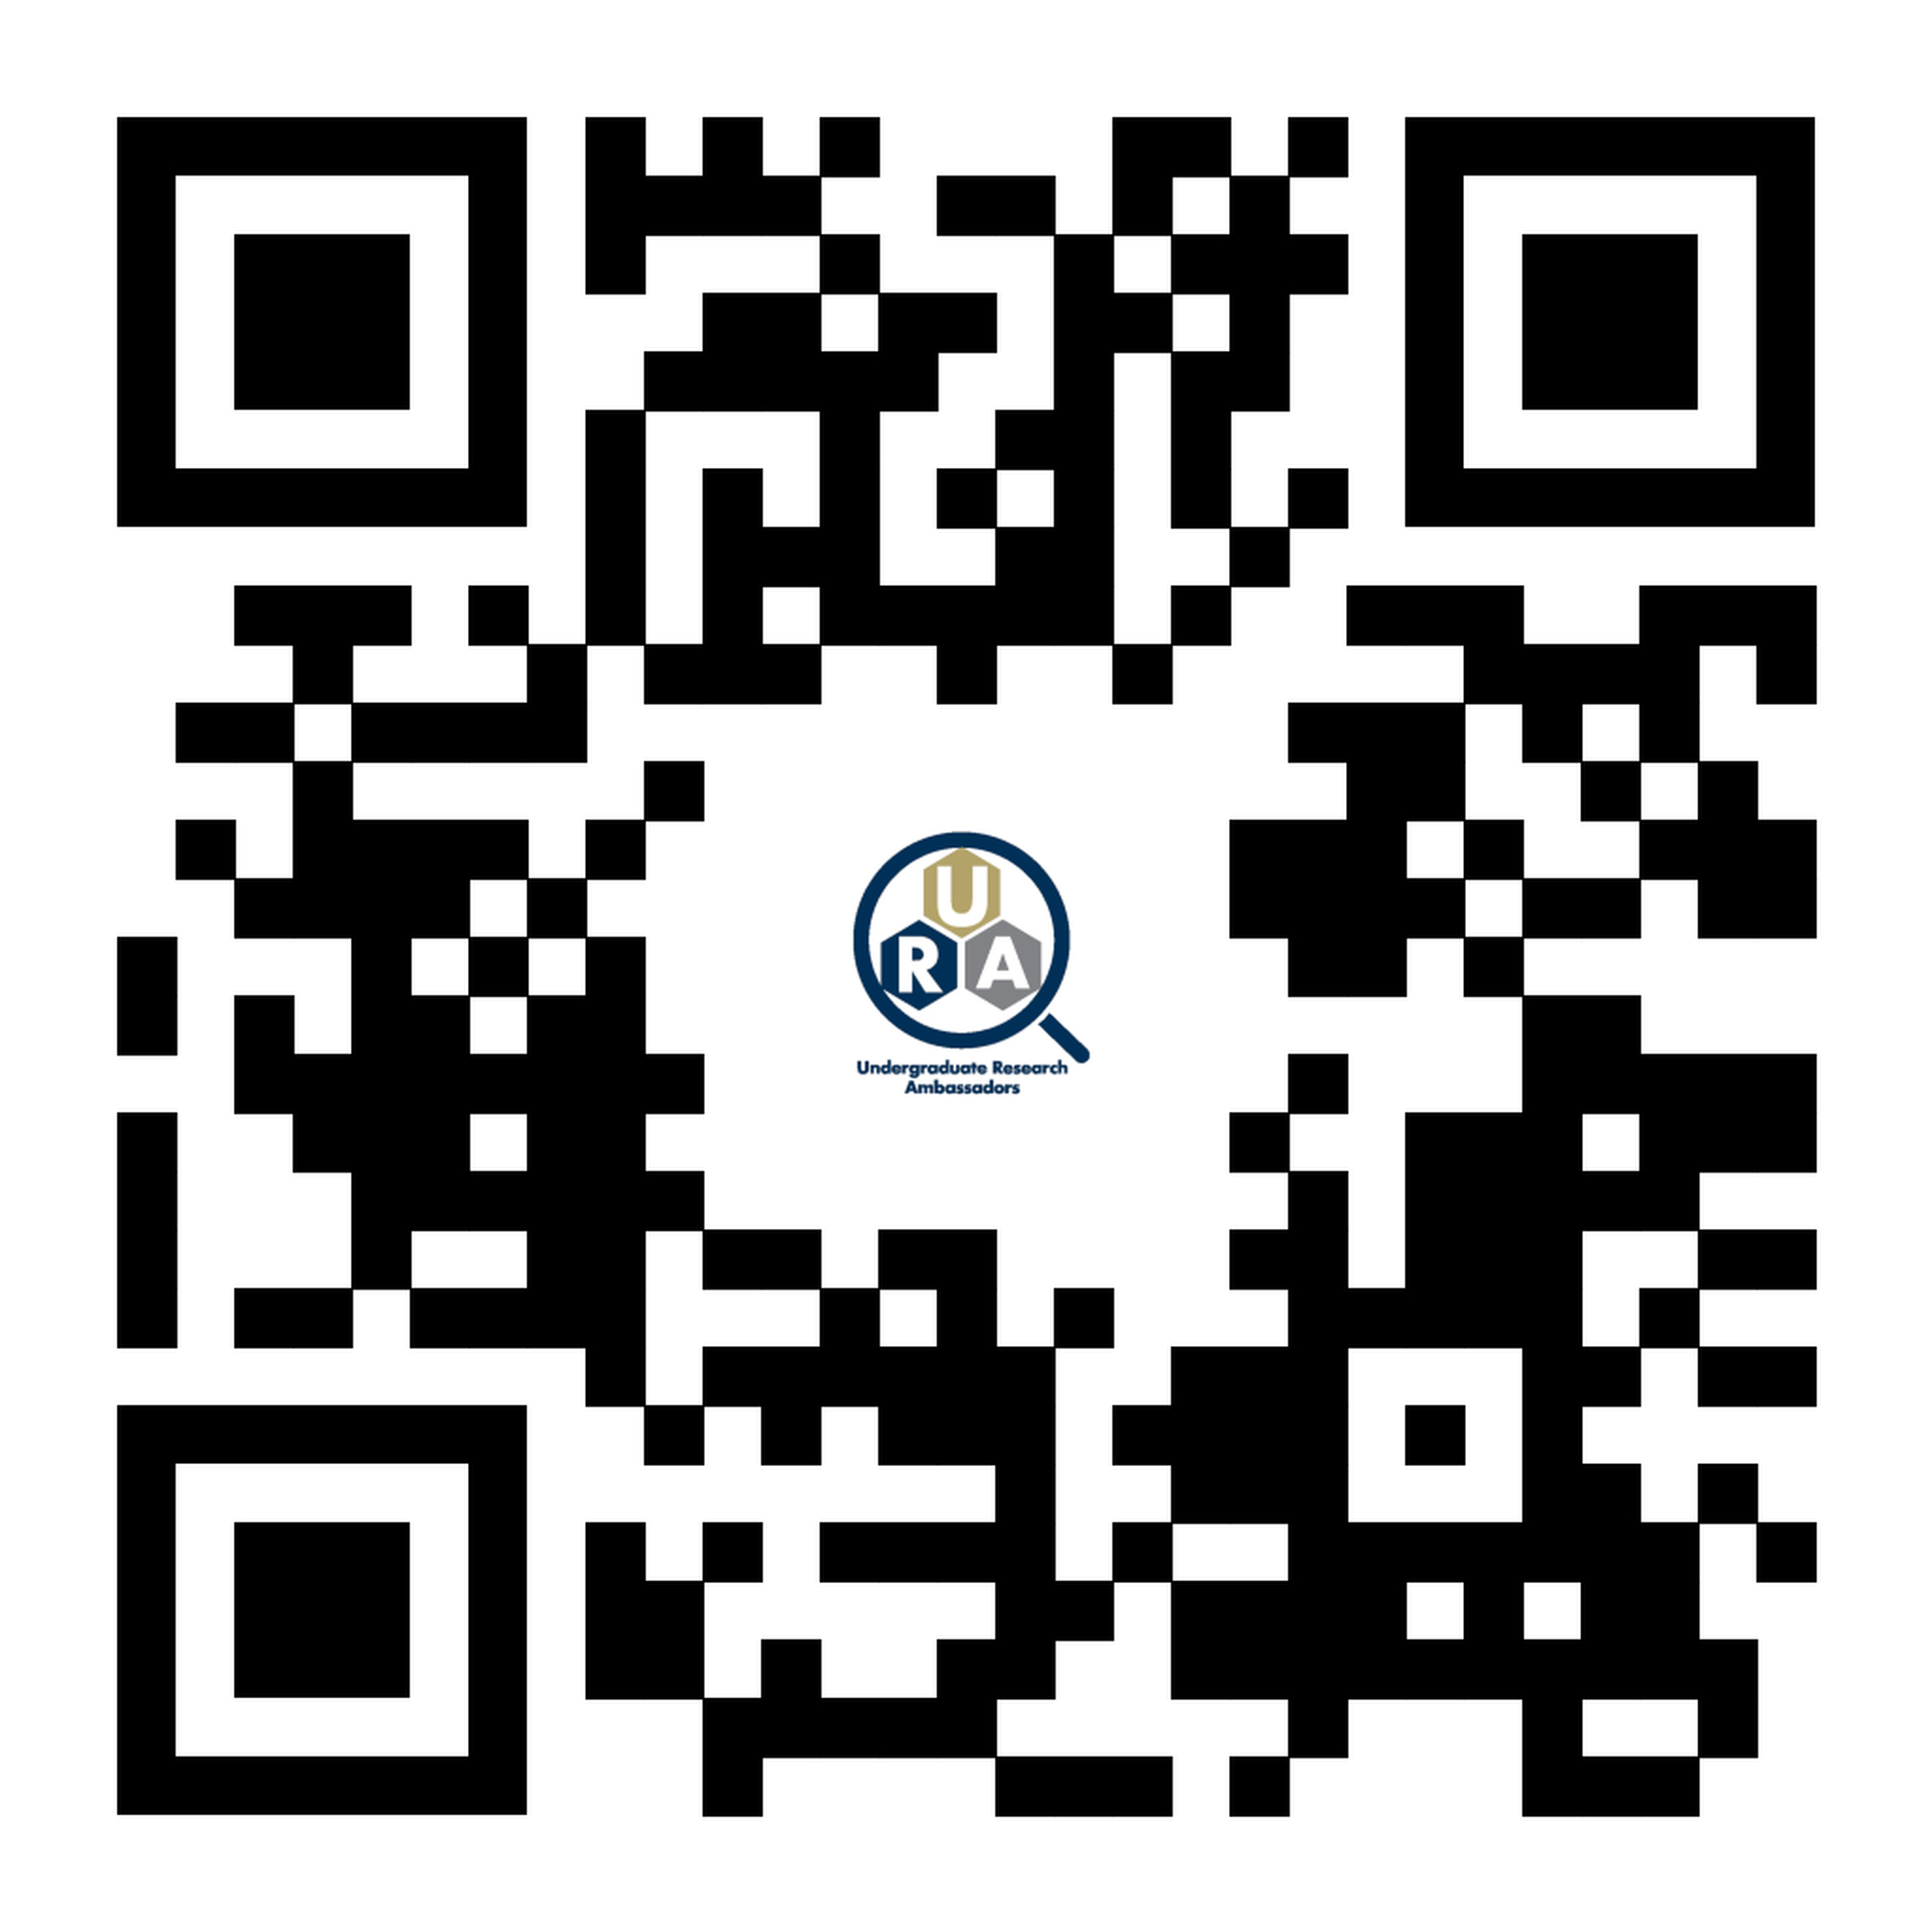 U
R A
Undergraduate Research
Ambassadors